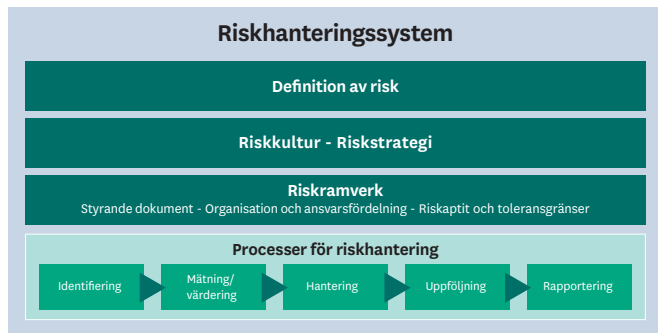 Riskhanteringssystem
Definition av risk
Riskkultur - Riskstrategi
Riskramverk
Styrande dokument - Organisation och ansvarsfördelning - Riskaptit och toleransgränser
Processer för riskhantering
Identifiering
Mätning/
värdering
Hantering
Uppföljning
Rapportering